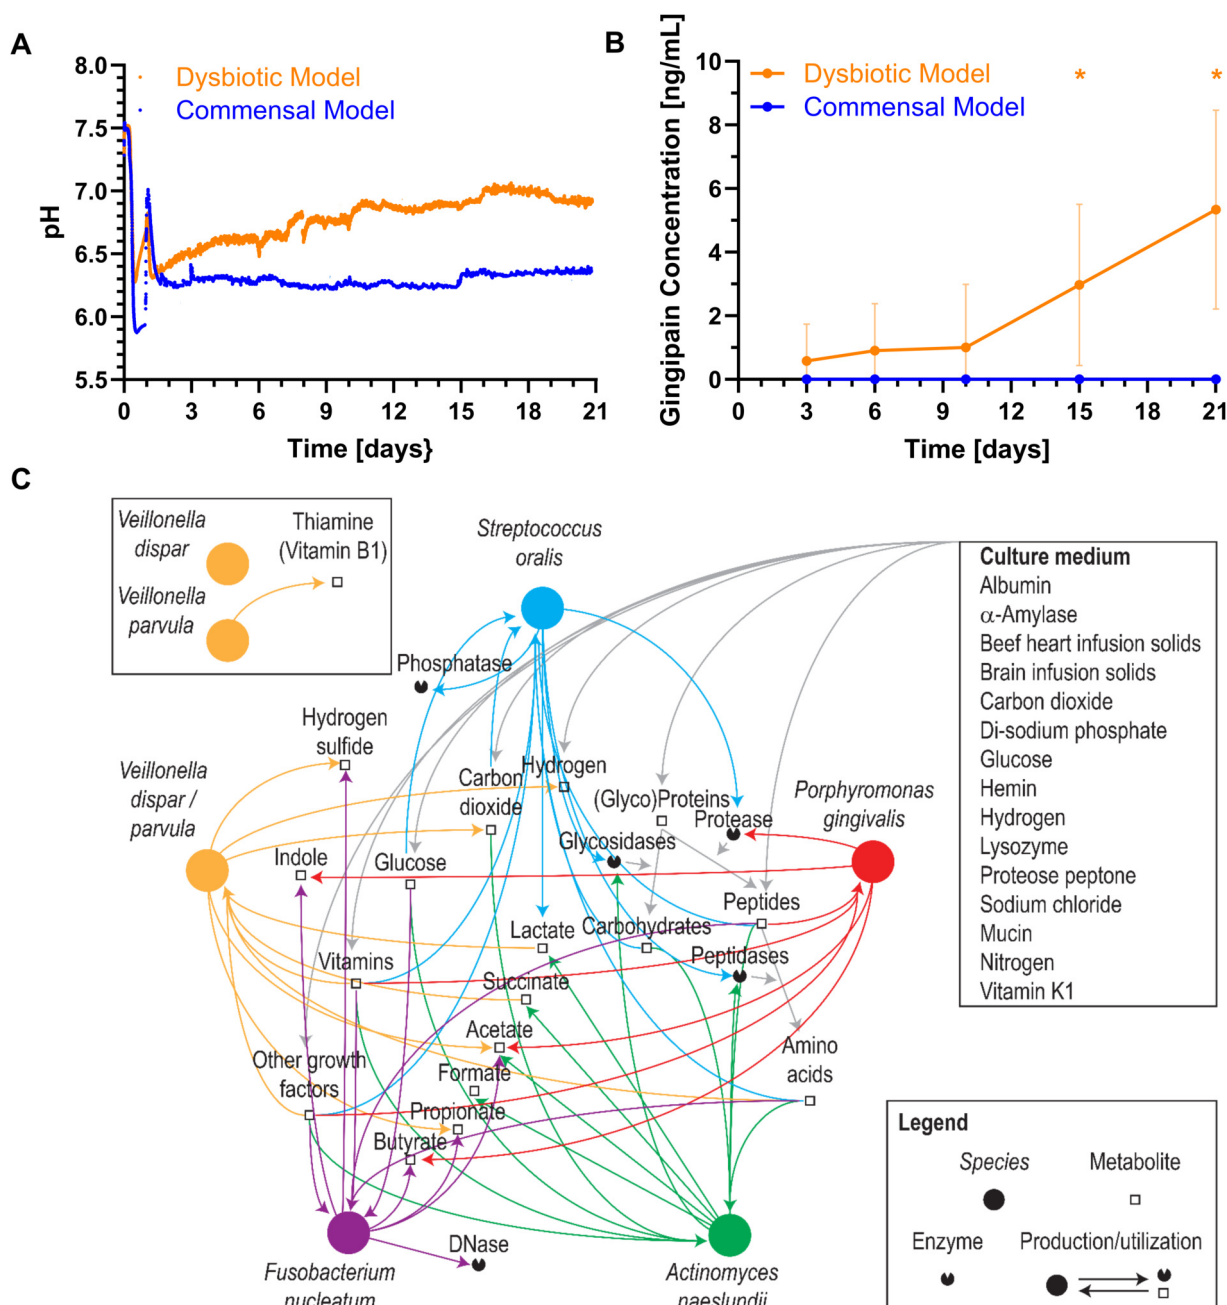 A
8.0
7.5
7.0
6.5
6.0
5.5
pH
Dysbiotic Model
Commensal Model
0
3
6
9
12
15
18
21
Time [days}
B
10
8
6
4
2
0
Gingipain Concentration [ng/mL]
Dysbiotic Model
Commensal Model
*
*
0
3
6
9
12
15
18
21
Time [days]
C
Veillonella
dispar
Thiamine
(Vitamin B1)
Veillonella
parvula
Streptococcus
oralis
Culture medium
Albumin
α-Amylase
Beef heart infusion solids
Brain infusion solids
Carbon dioxide
Di-sodium phosphate
Glucose
Hemin
Hydrogen
Lysozyme
Proteose peptone
Sodium chloride
Mucin
Nitrogen
Vitamin K1
Phosphatase
Hydrogen
sulfide
Veillonella
dispar /
parvula
Carbon
dioxide
Hydrogen
(Glyco)Proteins
Protease
Porphyromonas
gingivalis
Glycosidases
Indole
Glucose
Peptides
Lactate
Carbohydrates
Vitamins
Peptidases
Succinate
Acetate
Amino
acids
Other growth
factors
Formate
Propionate
Butyrate
DNase
Fusobacterium
nucleatum
Actinomyces
naeslundii
Legend
Species
Metabolite
Enzyme
Production/utilization